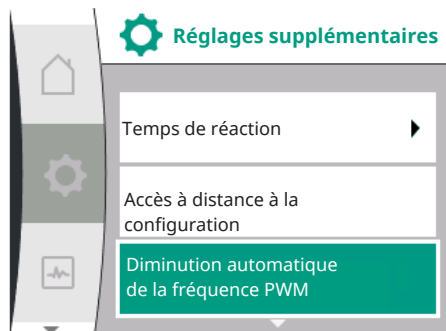 Réglages supplémentaires
Temps de réaction
Accès à distance à la
configuration
Diminution automatique
de la fréquence PWM